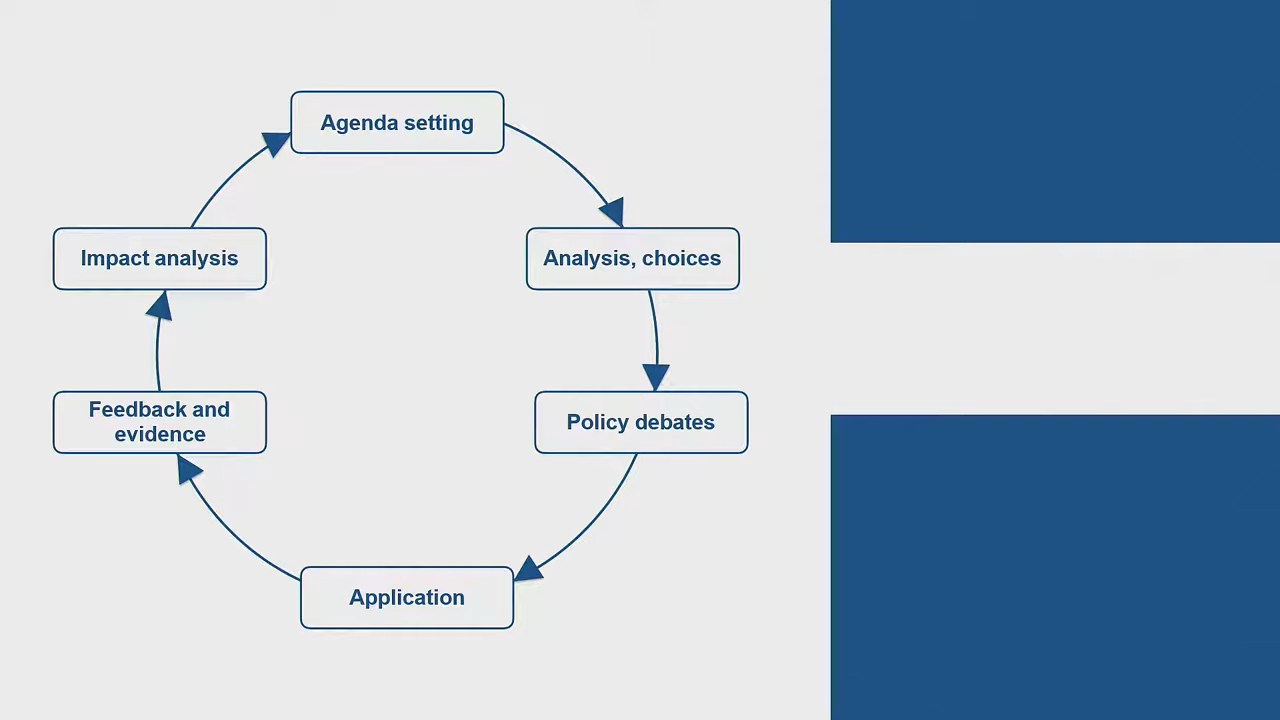 Agenda setting
Impact analysis
Analysis, choices
Feedback and
evidence
Policy debates
Application